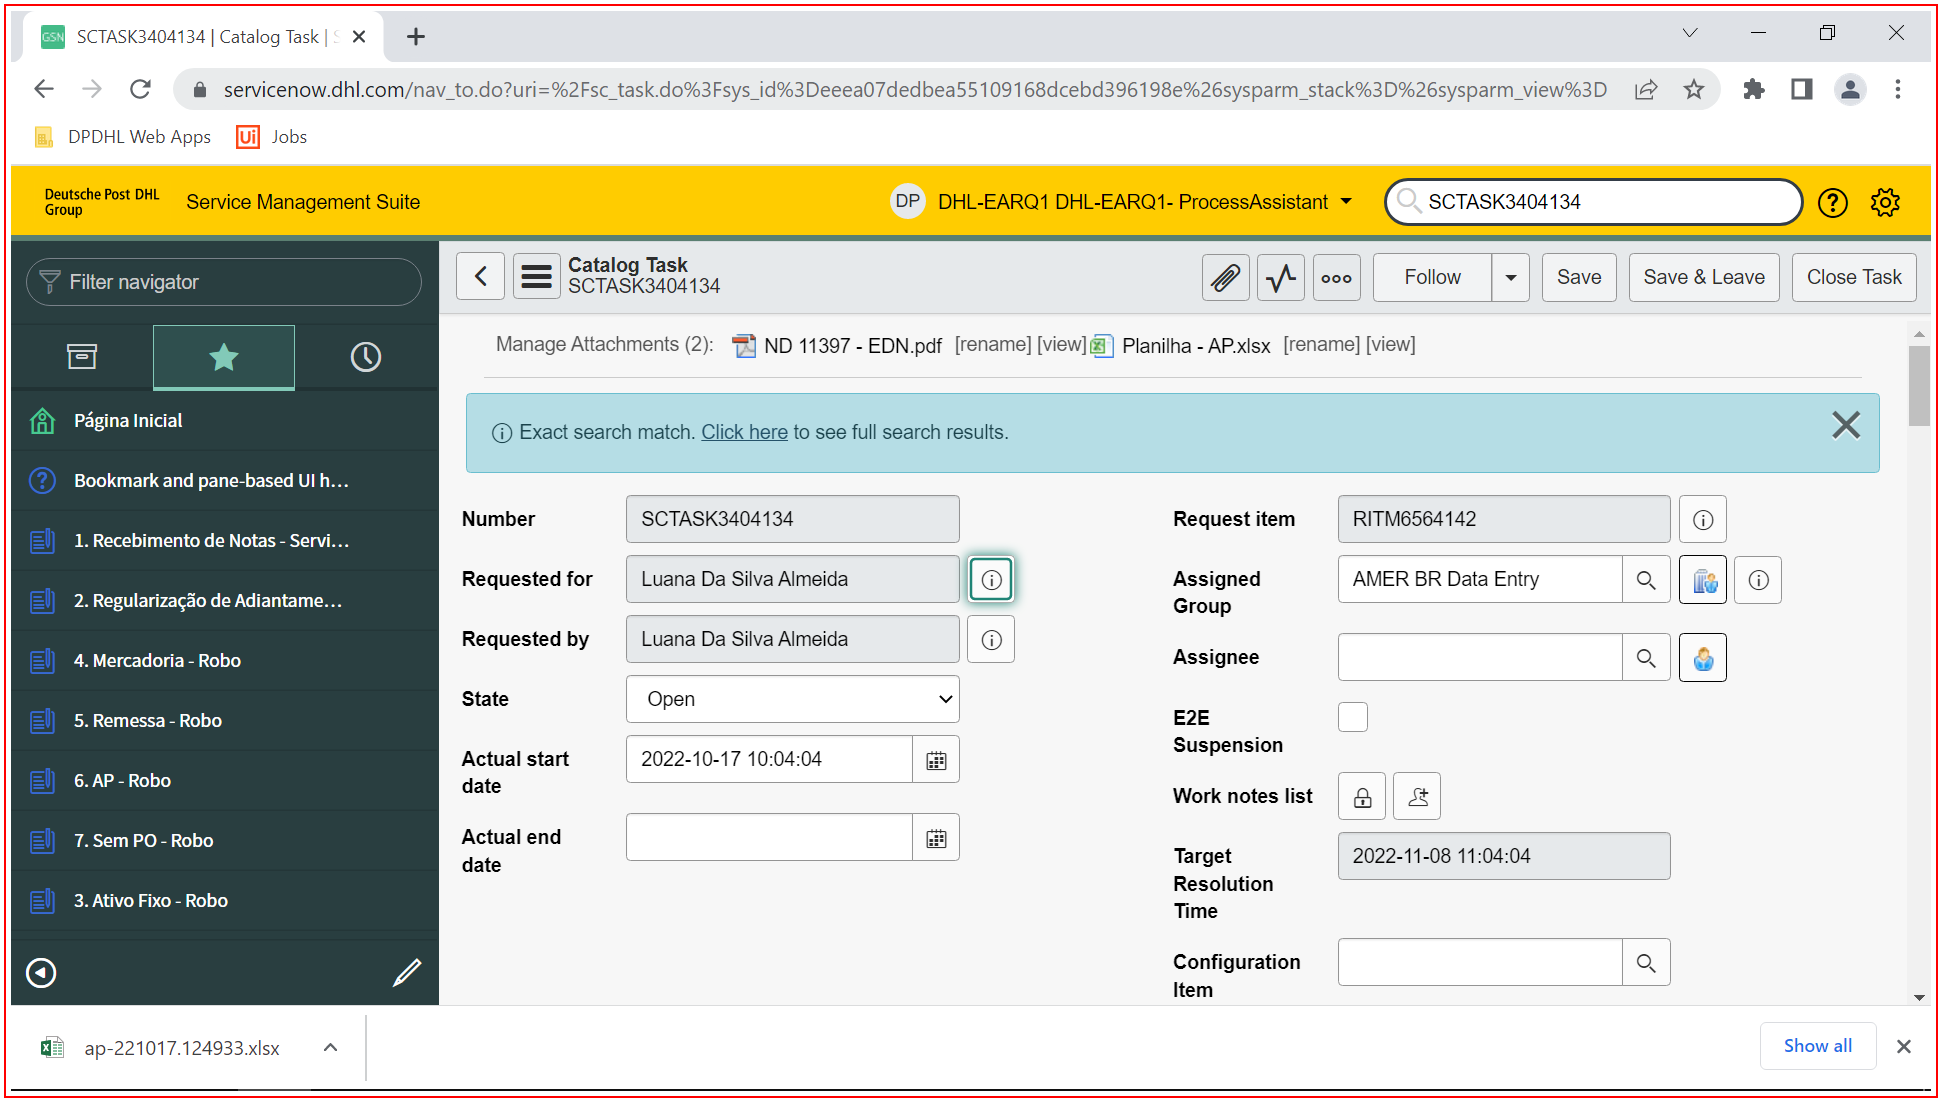 GSN SCTASK3404134 | Catalog Task |
servicenow.dhl.com/nav_to.do?uri=%2Fsc_task.do%3Fsys_id%3Deeea07dedbea55109168dcebd396198e%26sysparm_stack%3D%26sysparm_view%3D
DPDHL Web Apps Ui Jobs
Deutsche Post DHL
Group
Service Management Suite
DP DHL-EARQ1 DHL-EARQ1- ProcessAssistant
SCTASK3404134
Filter navigator
Página Inicial
Bookmark and pane-based UI h...
1. Recebimento de Notas - Servi...
2. Regularização de Adiantame...
4. Mercadoria - Robo
5. Remessa - Robo
6. AP - Robo
7. Sem PO - Robo
3. Ativo Fixo - Robo
Catalog Task
SCTASK3404134
Follow Save Save & Leave Close Task
Manage Attachments (2): ND 11397 - EDN.pdf [rename] [view] Planilha - AP.xlsx [rename] [view]
Exact search match. Click here to see full search results.
Number SCTASK3404134
Requested for Luana Da Silva Almeida
Requested by Luana Da Silva Almeida
State Open
Actual start
date
2022-10-17 10:04:04
Actual end
date
Request item RITM6564142
Assigned
Group
AMER BR Data Entry
Assignee
E2E
Suspension
Work notes list
Target
Resolution
Time
2022-11-08 11:04:04
Configuration
Item
ap-221017.124933.xlsx
Show all